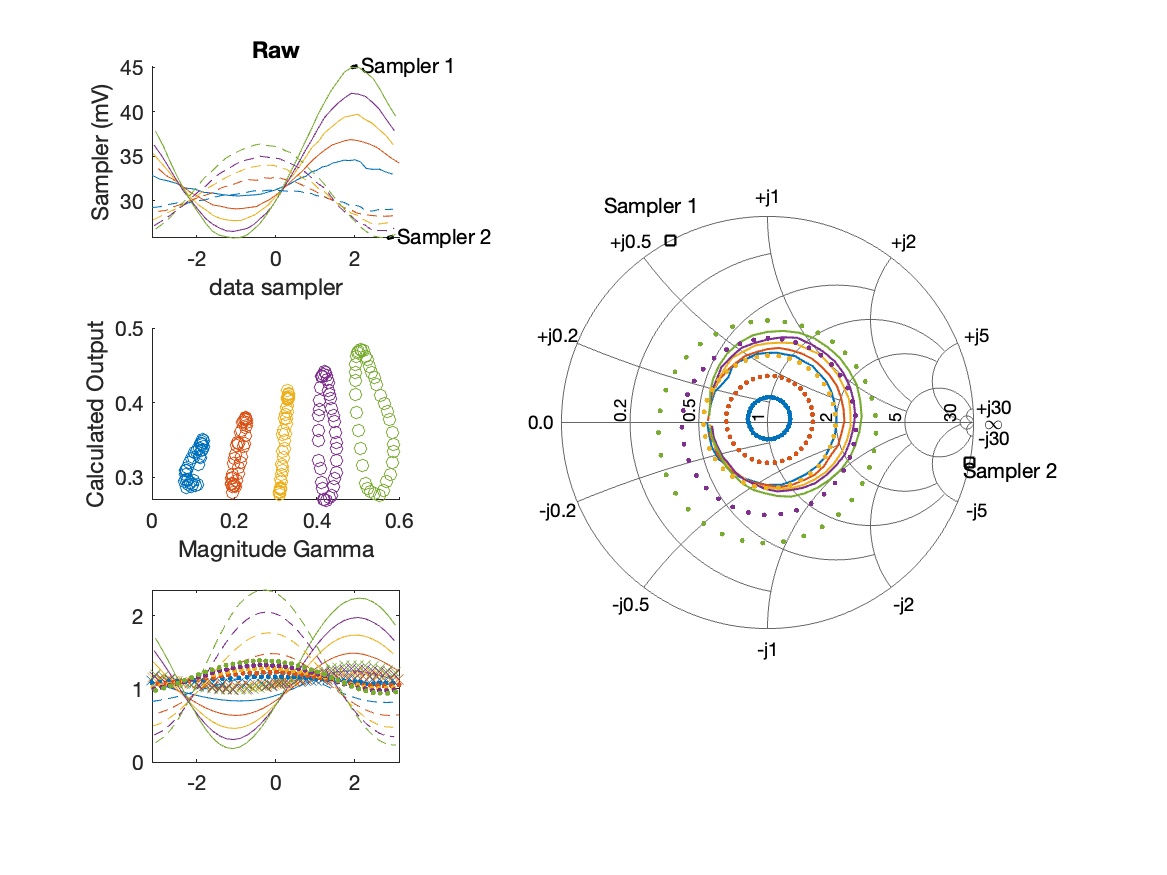 Raw
45
40
35
30
Sampler (mV)
Sampler 1
Sampler 2
-2
0
2
data sampler
0.5
0.4
0.3
Calculated Output
0
0.2
0.4
0.6
Magnitude Gamma
2
1
0
-2
0
2
+j1
Sampler 1
+j0.5
+j2
+j0.2
+j5
0.0
0.2
0.5
1
2
5
30
+j30
∞
-j30
Sampler 2
-j0.2
-j5
-j0.5
-j2
-j1